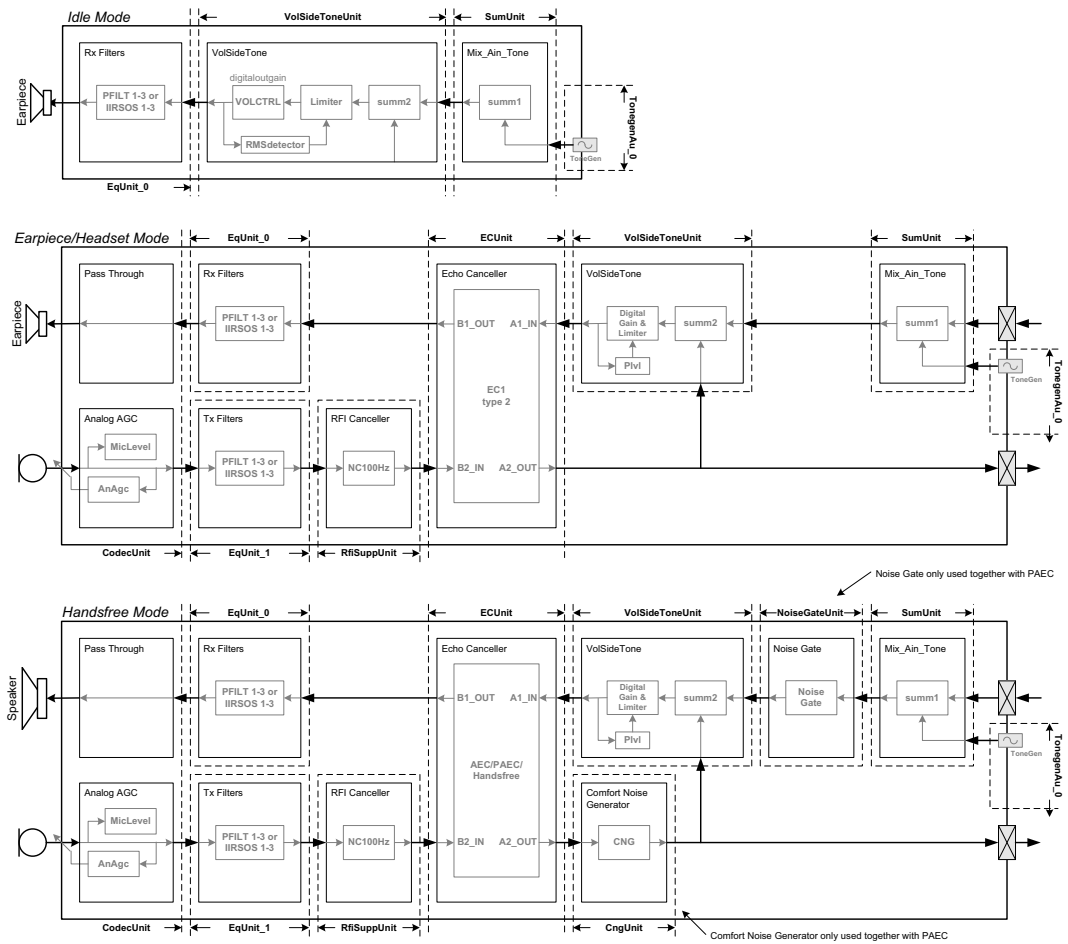 Idle Mode
VolSideToneUnit
SumUnit
Rx Filters
VolSideTone
Mix_Ain_Tone
digitaloutgain
PFILT 1-3 or
IIRSOS 1-3
VOLCTRL
Limiter
summ2
summ1
RMSdetector
ToneGen
TonegenAu_0
Earpiece
EqUnit_0
Earpiece/Headset Mode
EqUnit_0
ECUnit
VolSideToneUnit
SumUnit
Pass Through
Rx Filters
Echo Canceller
VolSideTone
Mix_Ain_Tone
Earpiece
PFILT 1-3 or
IIRSOS 1-3
B1_OUT
A1_IN
Digital
Gain &
Limiter
summ2
summ1
Plvl
ToneGen
TonegenAu_0
EC1
type 2
Analog AGC
Tx Filters
RFI Canceller
MicLevel
AnAgc
PFILT 1-3 or
IIRSOS 1-3
NC100Hz
B2_IN
A2_OUT
CodecUnit
EqUnit_1
RfiSuppUnit
Noise Gate only used together with PAEC
Handsfree Mode
EqUnit_0
ECUnit
VolSideToneUnit
NoiseGateUnit
SumUnit
Pass Through
Rx Filters
Echo Canceller
VolSideTone
Noise Gate
Mix_Ain_Tone
Speaker
PFILT 1-3 or
IIRSOS 1-3
B1_OUT
A1_IN
Digital
Gain &
Limiter
summ2
Noise
Gate
summ1
Plvl
ToneGen
TonegenAu_0
AEC/PAEC/
Handsfree
Analog AGC
Tx Filters
RFI Canceller
Comfort Noise
Generator
MicLevel
AnAgc
PFILT 1-3 or
IIRSOS 1-3
NC100Hz
B2_IN
A2_OUT
CNG
CodecUnit
EqUnit_1
RfiSuppUnit
CngUnit
Comfort Noise Generator only used together with PAEC